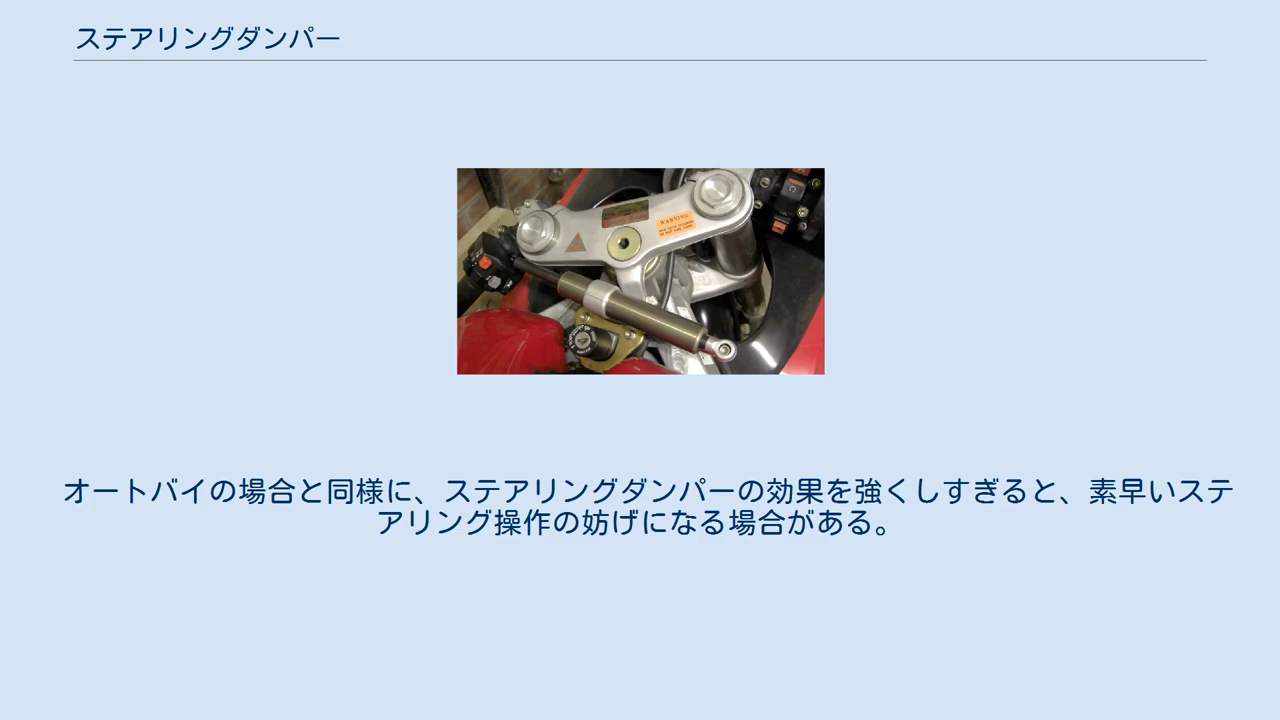 ステアリングダンパー
WARNING
オートバイの場合と同様に、ステアリングダンパーの効果を強くしすぎると、素早いステ
アリング操作の妨げになる場合がある。